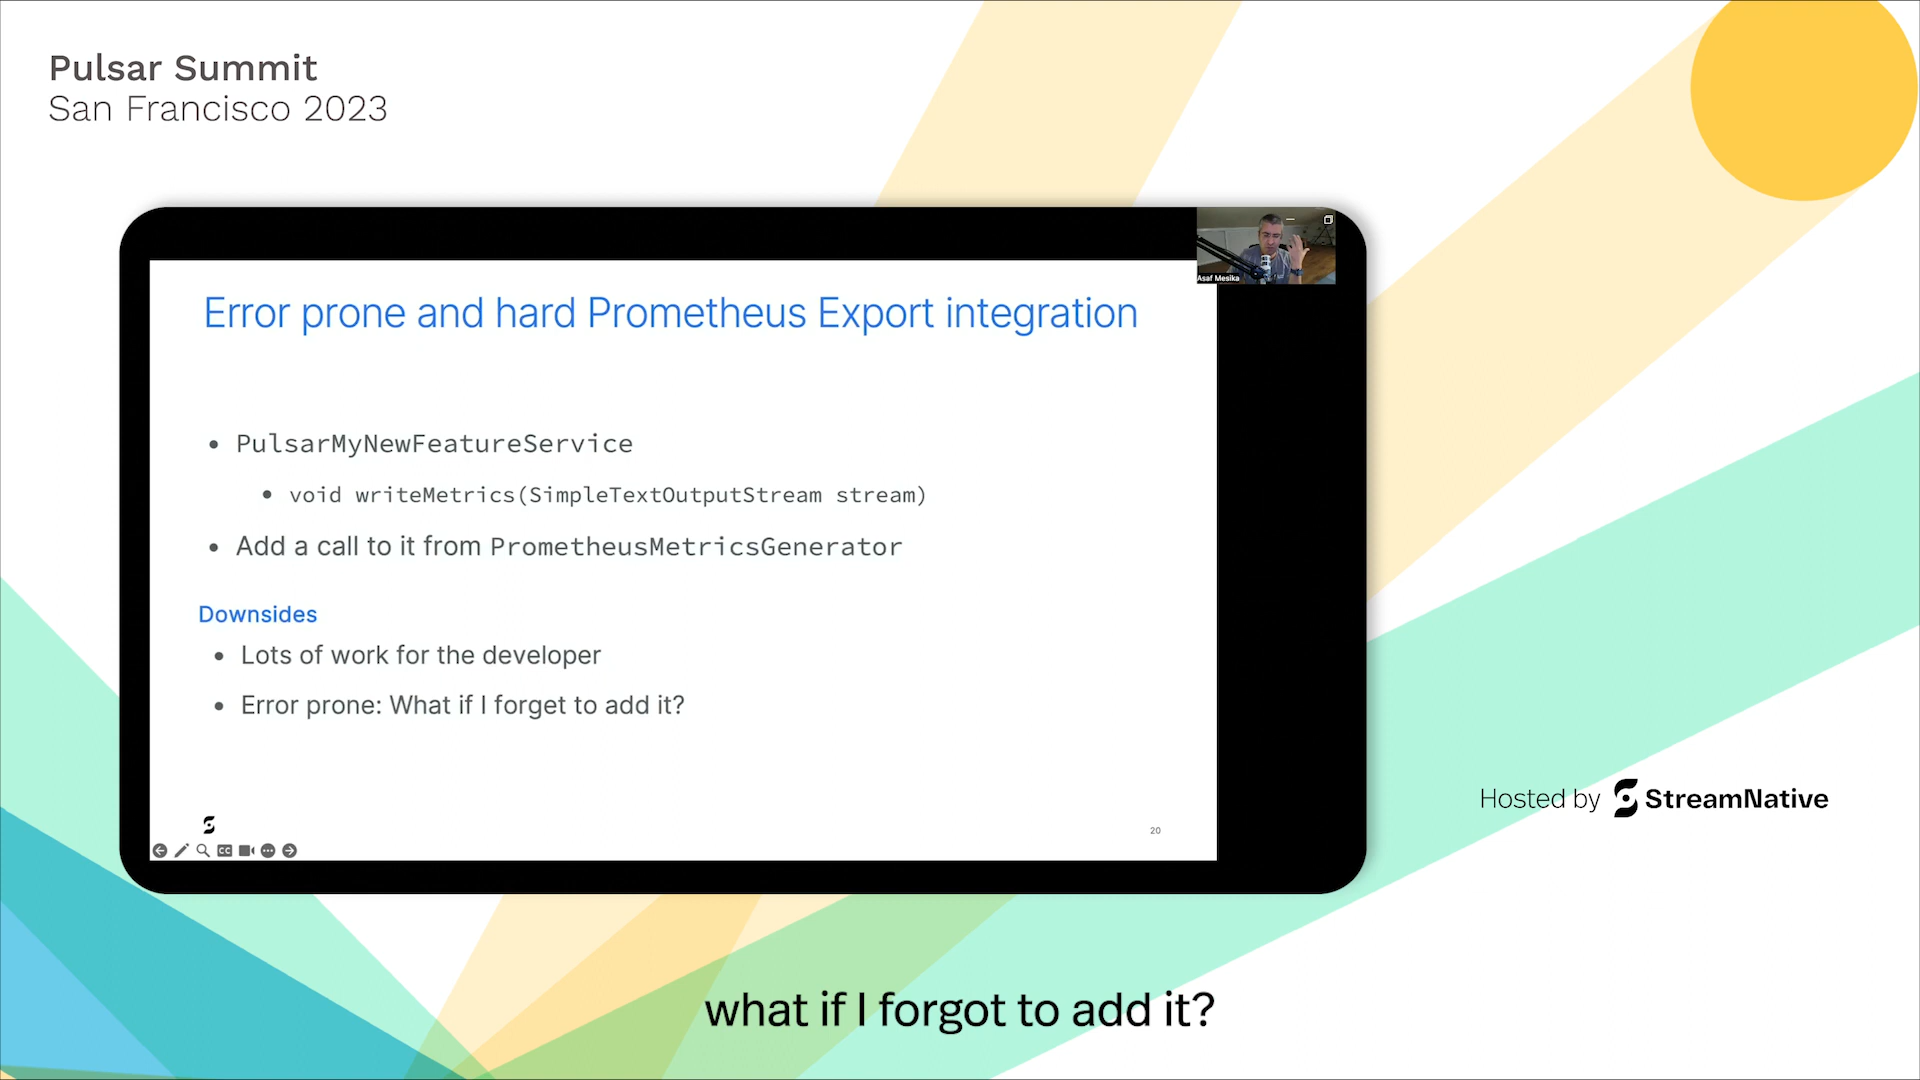 Pulsar Summit
San Francisco 2023
Asaf Mesika
Error prone and hard Prometheus Export integration
• PulsarMyNewFeatureService
• void writeMetrics(SimpleTextOutputStream stream)
• Add a call to it from PrometheusMetricsGenerator
Downsides
• Lots of work for the developer
• Error prone: What if I forget to add it?
20
CC
Hosted by StreamNative
what if I forgot to add it?